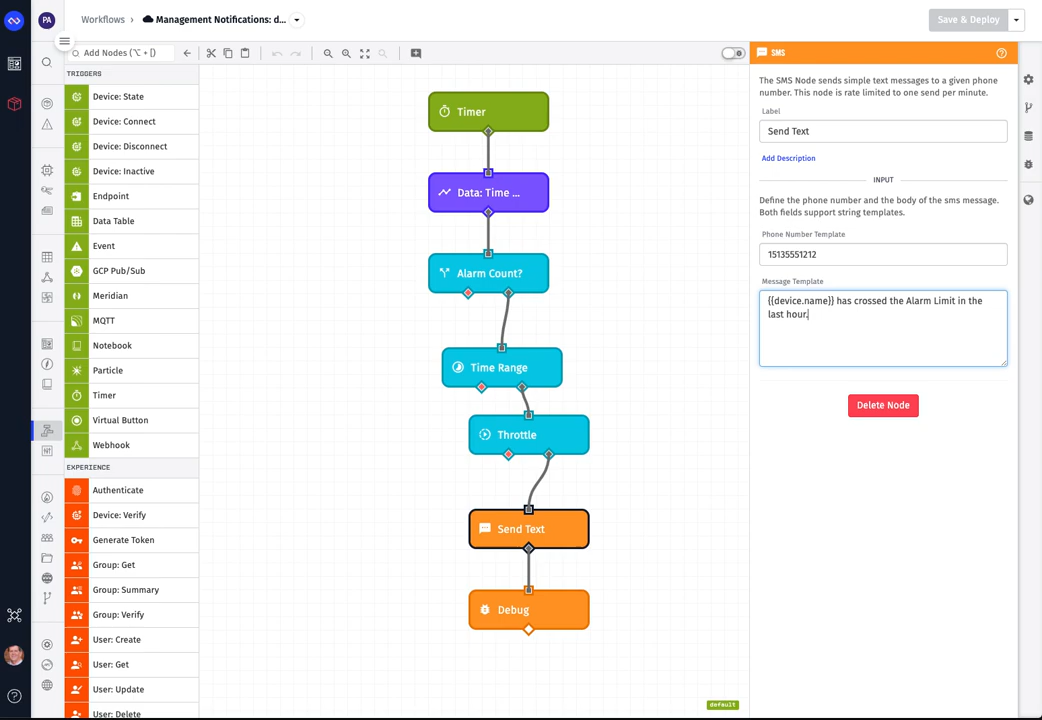 PA
Workflows › Management Notifications: d...
Save & Deploy
Add Nodes (⌥ + [)
TRIGGERS
Device: State
Device: Connect
Device: Disconnect
Device: Inactive
Endpoint
Data Table
Event
GCP Pub/Sub
Meridian
MQTT
Notebook
Particle
Timer
Virtual Button
Webhook
EXPERIENCE
Authenticate
Device: Verify
Generate Token
Group: Get
Group: Summary
Group: Verify
User: Create
User: Get
User: Update
User: Delete
Timer
Data: Time ...
Alarm Count?
Time Range
Throttle
Send Text
Debug
default
SMS
The SMS Node sends simple text messages to a given phone
number. This node is rate limited to one send per minute.
Label
Send Text
Add Description
INPUT
Define the phone number and the body of the sms message.
Both fields support string templates.
Phone Number Template
15135551212
Message Template
{{device.name}} has crossed the Alarm Limit in the
last hour.
Delete Node